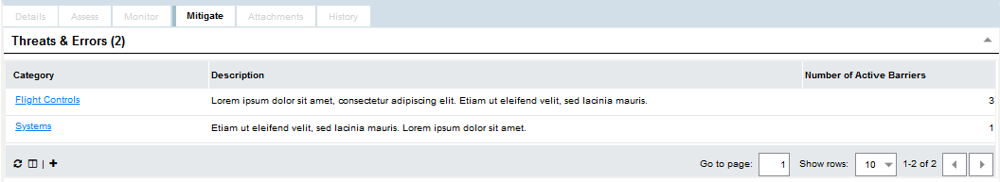 Details Assess Monitor Mitigate Attachments History
Threats & Errors (2)
Category Description Number of Active Barriers
Flight Controls Lorem ipsum dolor sit amet, consectetur adipiscing elit. Etiam ut eleifend velit, sed lacinia mauris. 3
Systems Etiam ut eleifend velit, sed lacinia mauris. Lorem ipsum dolor sit amet. 1
Go to page: 1 Show rows: 10 1-2 of 2